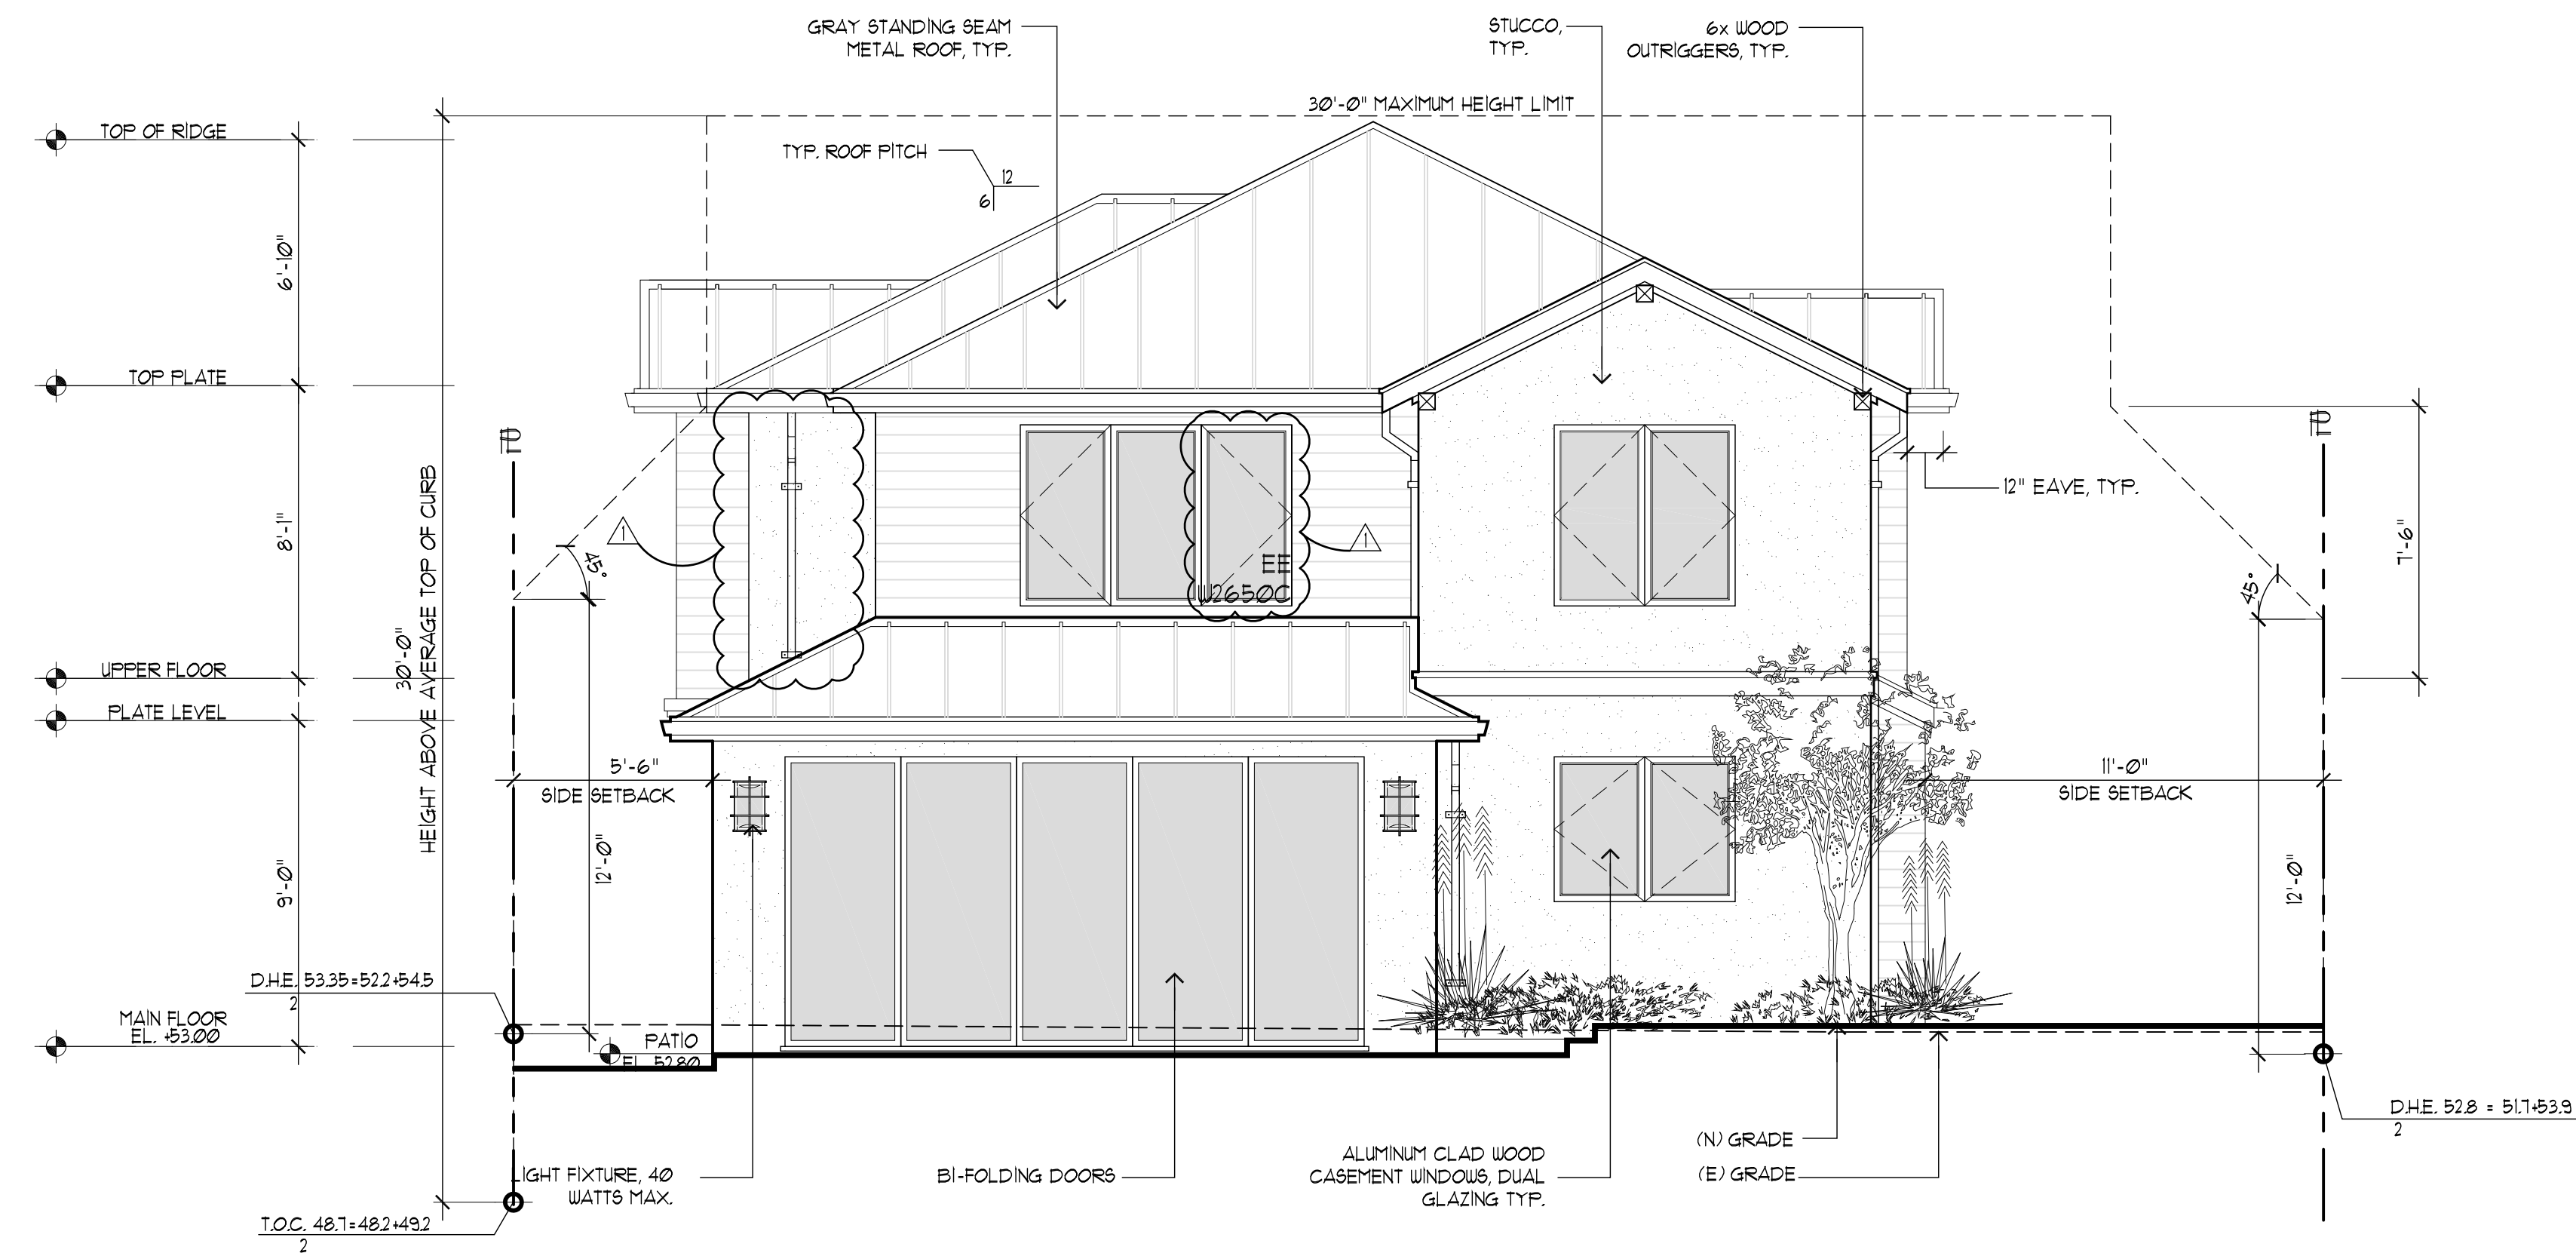 GRAY STANDING SEAM
METAL ROOF, TYP.
STUCCO,
TYP.
6x WOOD
OUTRIGGERS, TYP.
30'-0" MAXIMUM HEIGHT LIMIT
TOP OF RIDGE
TYP. ROOF PITCH
12
6
6'-10"
TOP PLATE
8'-1"
30'-0"
HEIGHT ABOVE AVERAGE TOP OF CURB
45°
1
1
EE
W2650C
12" EAVE, TYP.
7'-6"
45°
UPPER FLOOR
PLATE LEVEL
5'-6"
SIDE SETBACK
11'-0"
SIDE SETBACK
9'-0"
12'-0"
12'-0"
D.H.E. 53.35=52.2+54.5
2
MAIN FLOOR
EL. +53.00
PATIO
EL. 52.80
D.H.E. 52.8 = 51.7+53.9
2
LIGHT FIXTURE, 40
WATTS MAX.
BI-FOLDING DOORS
ALUMINUM CLAD WOOD
CASEMENT WINDOWS, DUAL
GLAZING TYP.
(N) GRADE
(E) GRADE
T.O.C. 48.7=48.2+49.2
2